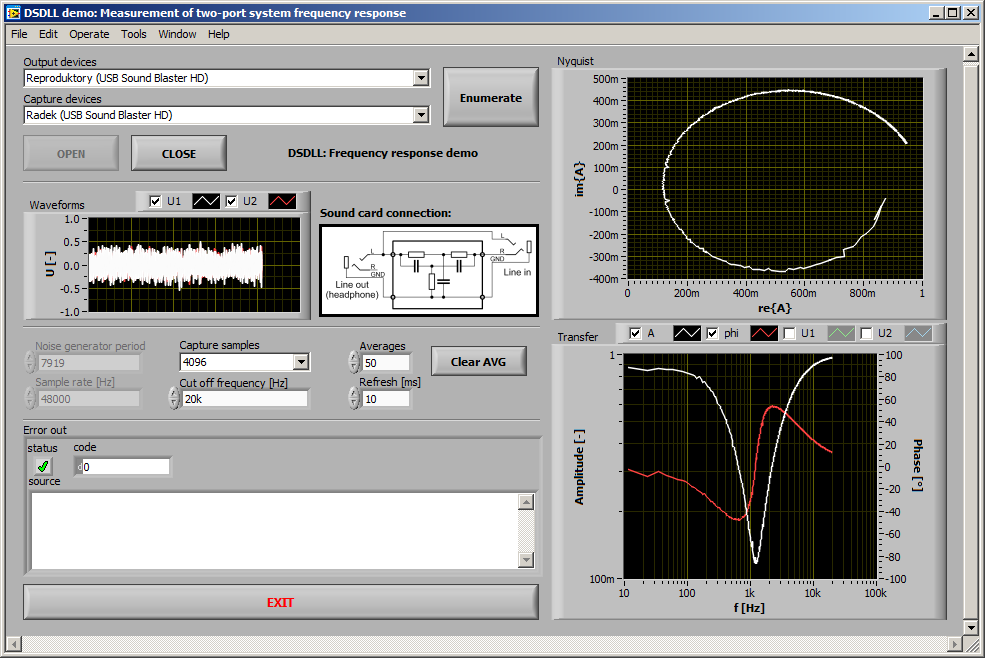 DSDLL demo: Measurement of two-port system frequency response
File Edit Operate Tools Window Help
Output devices
Reproduktory (USB Sound Blaster HD)
Capture devices
Radek (USB Sound Blaster HD)
Enumerate
OPEN
CLOSE
DSDLL: Frequency response demo
Waveforms
U1
U2
1.0
0.5
0.0
-0.5
-1.0
U [-]
Sound card connection:
L
R
GND
Line out
(headphone)
L
R
GND
Line in
Noise generator period
7919
Sample rate [Hz]
48000
Capture samples
4096
Cut off frequency [Hz]
20k
Averages
50
Refresh [ms]
10
Clear AVG
Error out
status
code
d0
source
EXIT
Nyquist
500m
400m
300m
200m
100m
0
-100m
-200m
-300m
-400m
im{A}
0 200m 400m 600m 800m 1
re{A}
Transfer
A
phi
U1
U2
1
100m
Amplitude [-]
100
80
60
40
20
0
-20
-40
-60
-80
-100
Phase [°]
10 100 1k 10k 100k
f [Hz]